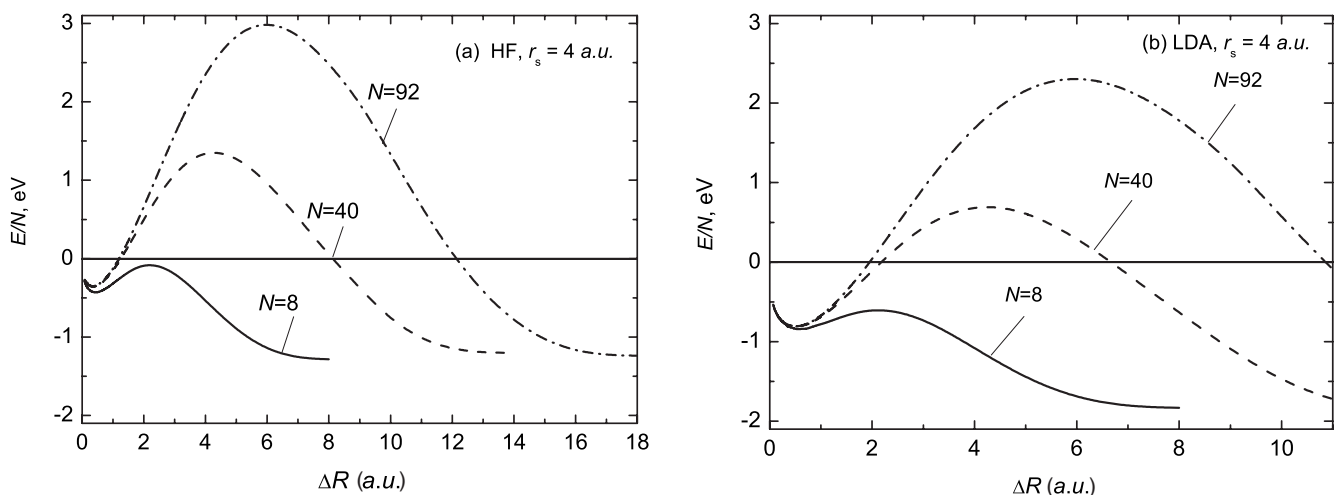 (a) HF, rs = 4 a.u.
3
2
1
0
-1
-2
E/N, eV
N=92
N=40
N=8
0 2 4 6 8 10 12 14 16 18
ΔR (a.u.)
(b) LDA, rs = 4 a.u.
3
2
1
0
-1
-2
E/N, eV
N=92
N=40
N=8
0 2 4 6 8 10
ΔR (a.u.)